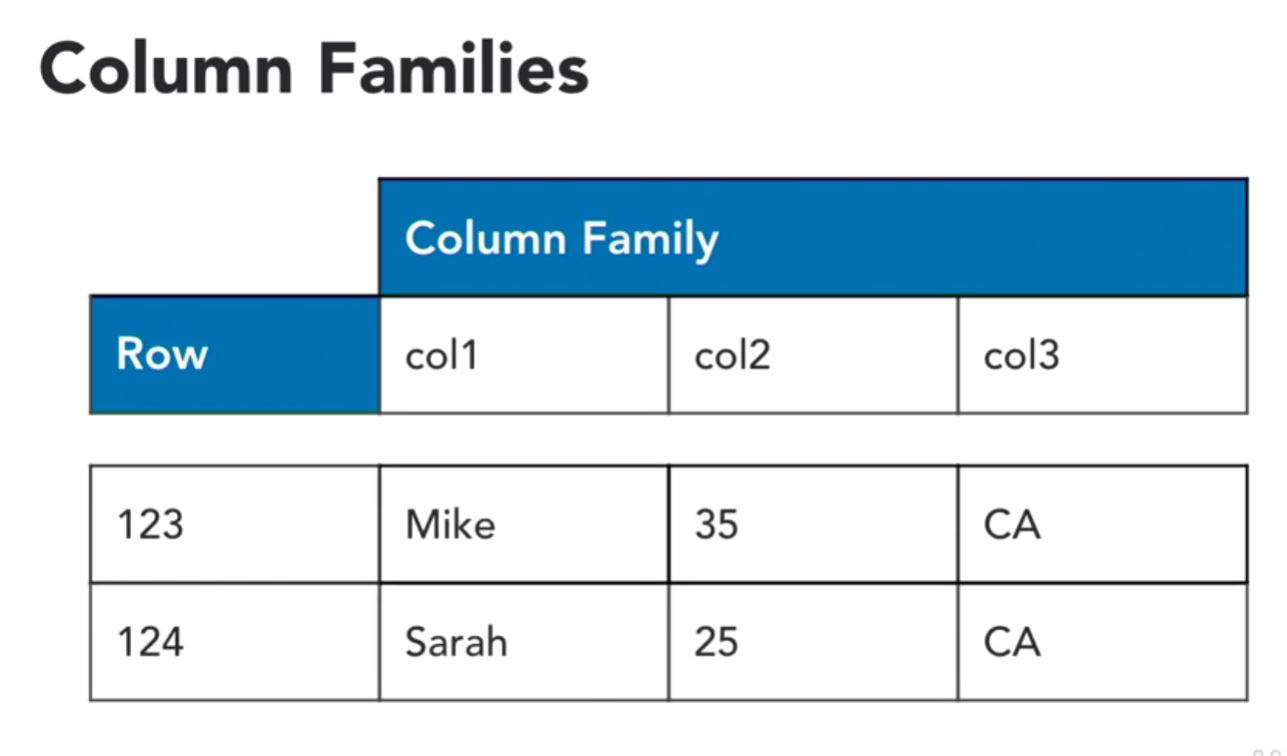 Column Families
Column Family
Row col1 col2 col3
123 Mike 35 CA
124 Sarah 25 CA